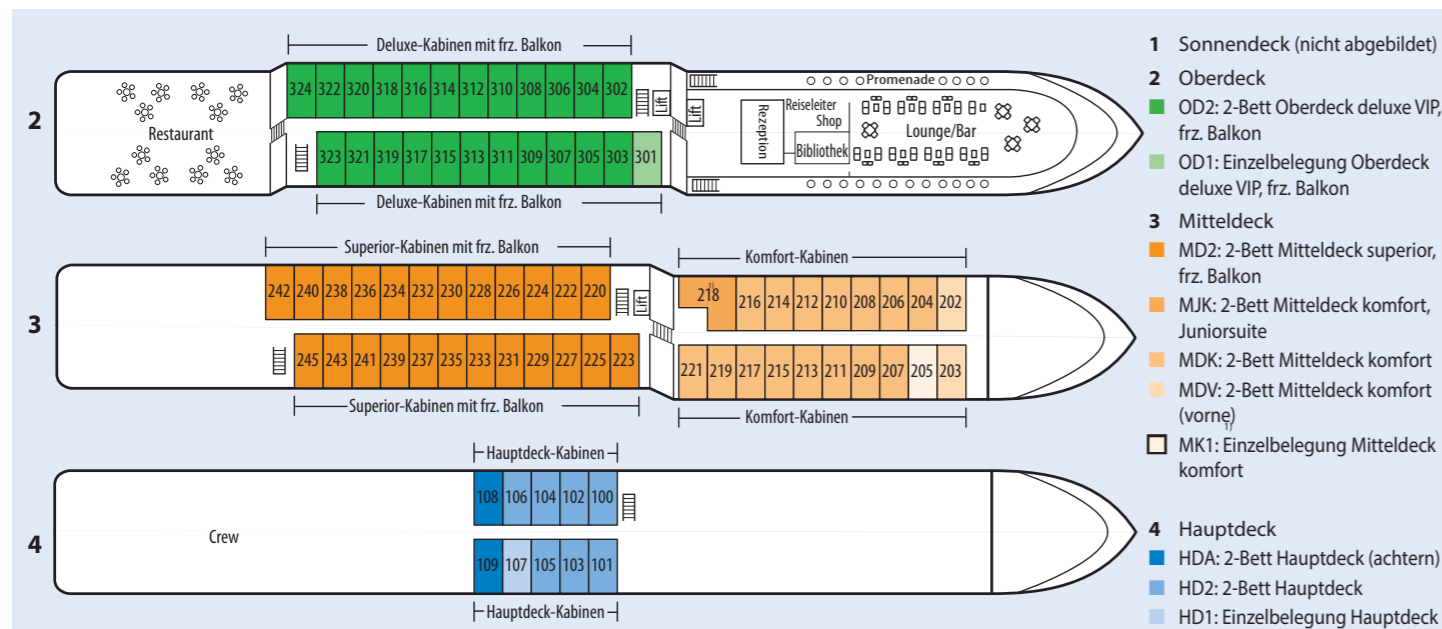 Deluxe-Kabinen mit frz. Balkon
324 322 320 318 316 314 312 310 308 306 304 302
Lift
Lift
Promenade
2
Restaurant
Rezeption
Reiseleiter
Shop
Bibliothek
Lounge/Bar
323 321 319 317 315 313 311 309 307 305 303 301
Deluxe-Kabinen mit frz. Balkon
Superior-Kabinen mit frz. Balkon
Komfort-Kabinen
242 240 238 236 234 232 230 228 226 224 222 220
Lift
1)
218 216 214 212 210 208 206 204 202
3
245 243 241 239 237 235 233 231 229 227 225 223
221 219 217 215 213 211 209 207 205 203
Superior-Kabinen mit frz. Balkon
Komfort-Kabinen
Hauptdeck-Kabinen
108 106 104 102 100
4
Crew
109 107 105 103 101
Hauptdeck-Kabinen
1 Sonnendeck (nicht abgebildet)
2 Oberdeck
OD2: 2-Bett Oberdeck deluxe VIP,
frz. Balkon
OD1: Einzelbelegung Oberdeck
deluxe VIP, frz. Balkon
3 Mitteldeck
MD2: 2-Bett Mitteldeck superior,
frz. Balkon
MJK: 2-Bett Mitteldeck komfort,
Juniorsuite
MDK: 2-Bett Mitteldeck komfort
MDV: 2-Bett Mitteldeck komfort
(vorne)
1)
MK1: Einzelbelegung Mitteldeck
komfort
4 Hauptdeck
HDA: 2-Bett Hauptdeck (achtern)
HD2: 2-Bett Hauptdeck
HD1: Einzelbelegung Hauptdeck